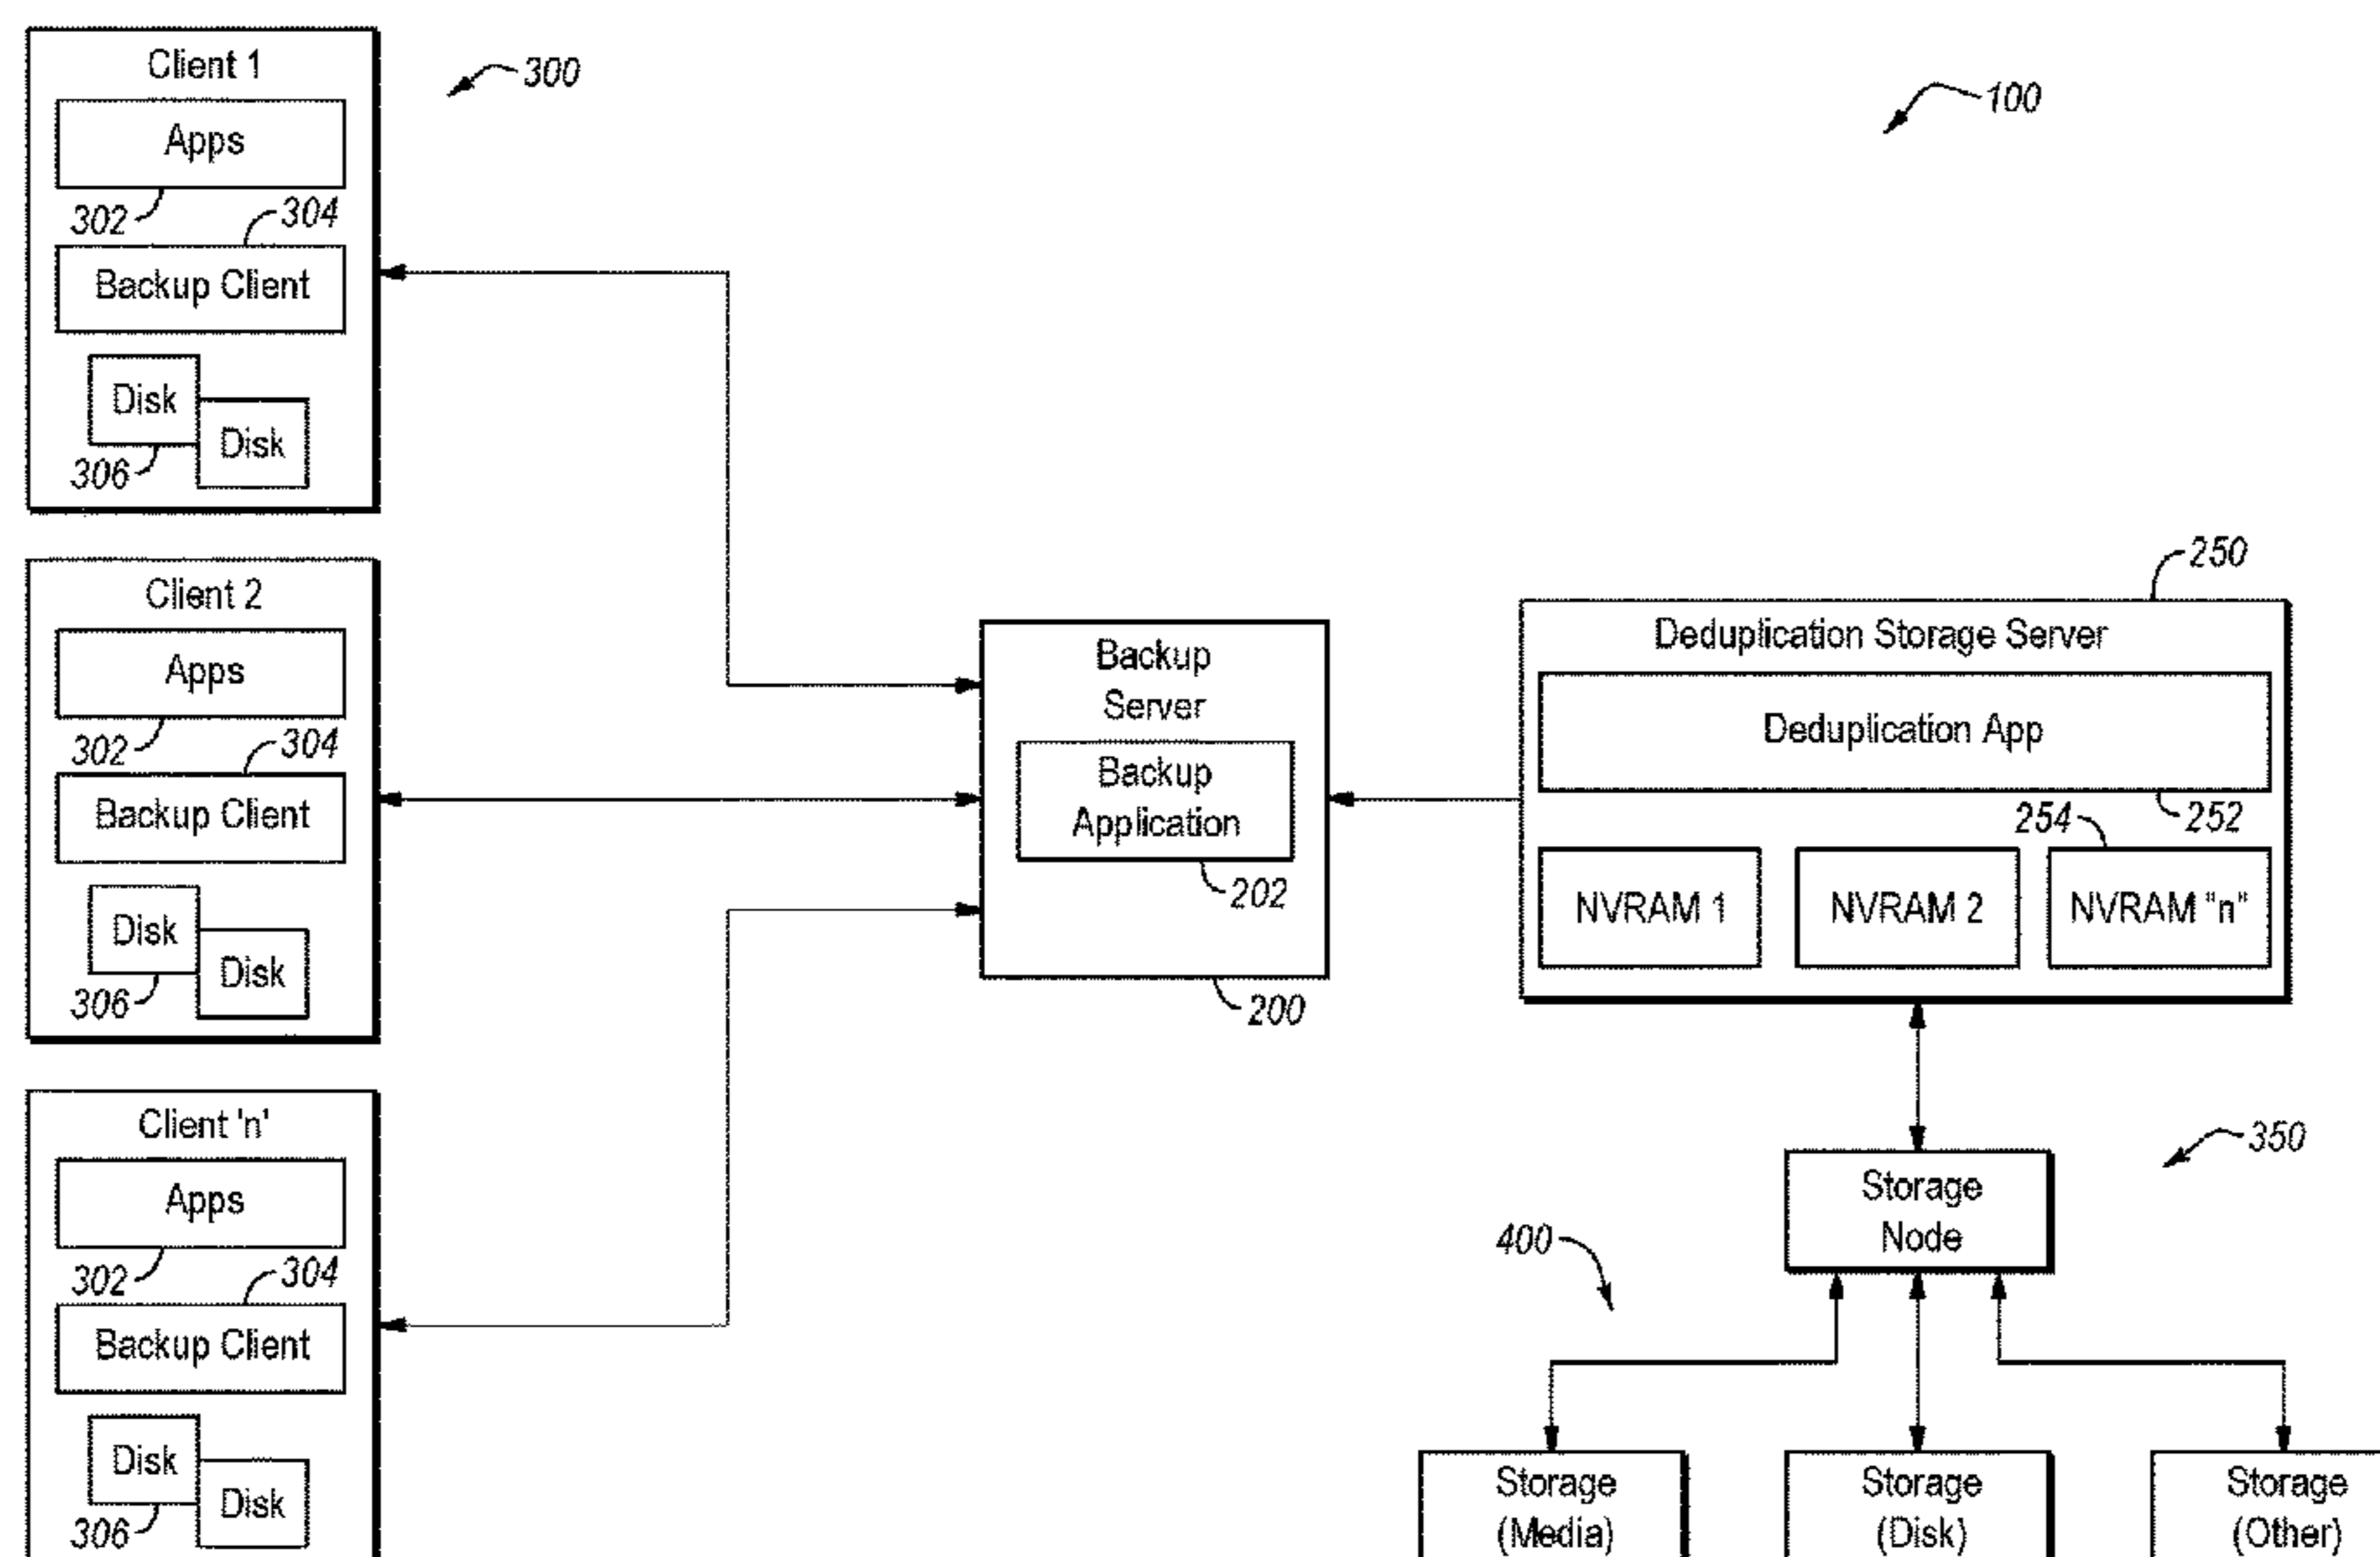 Client 1
300
100
Apps
302
304
Backup Client
Disk
Disk
306
Client 2
Apps
302
304
Backup Client
Disk
Disk
306
Client 'n'
Apps
302
304
Backup Client
Disk
Disk
306
Backup
Server
Backup
Application
202
200
250
Deduplication Storage Server
Deduplication App
252
254
NVRAM 1
NVRAM 2
NVRAM "n"
350
Storage
Node
400
Storage
(Media)
Storage
(Disk)
Storage
(Other)